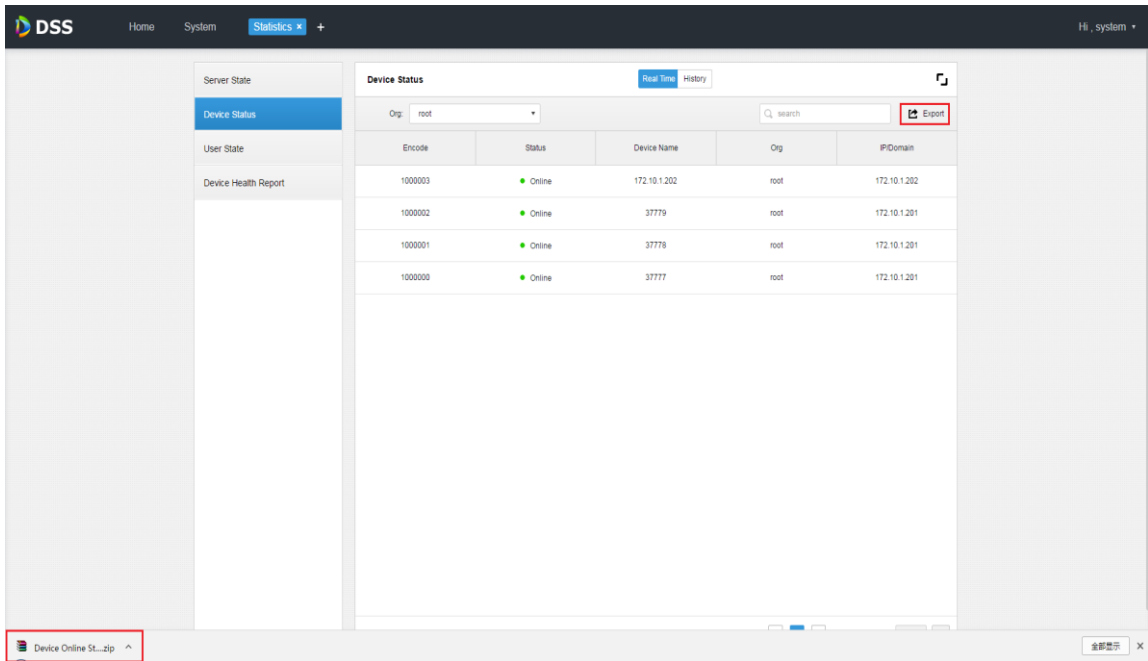 DSS Home System Statistics × + Hi , system
Server State
Device Status
User State
Device Health Report
Device Status Real Time History
Org: root search Export
Encode Status Device Name Org IP/Domain
1000003 Online 172.10.1.202 root 172.10.1.202
1000002 Online 37779 root 172.10.1.201
1000001 Online 37778 root 172.10.1.201
1000000 Online 37777 root 172.10.1.201
Device Online St....zip 全部显示 ×